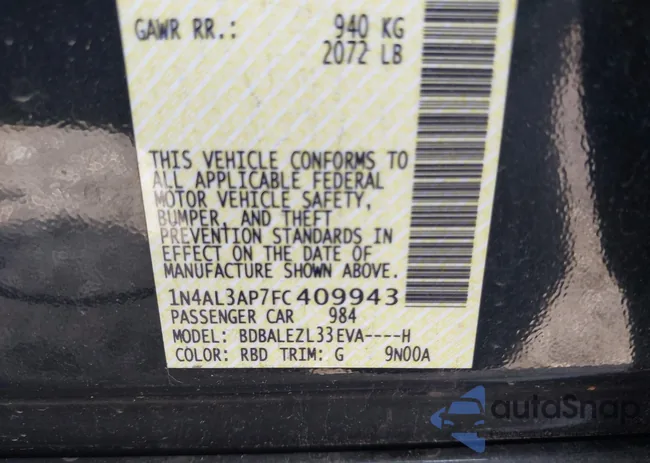 GAWR RR.: 940 KG
2072 LB
THIS VEHICLE CONFORMS TO
ALL APPLICABLE FEDERAL
MOTOR VEHICLE SAFETY,
BUMPER, AND THEFT
PREVENTION STANDARDS IN
EFFECT ON THE DATE OF
MANUFACTURE SHOWN ABOVE.
1N4AL3AP7FC409943
PASSENGER CAR 984
MODEL: BDBALEZL33EVA----H
COLOR: RBD TRIM: G 9N00A
autoSnap